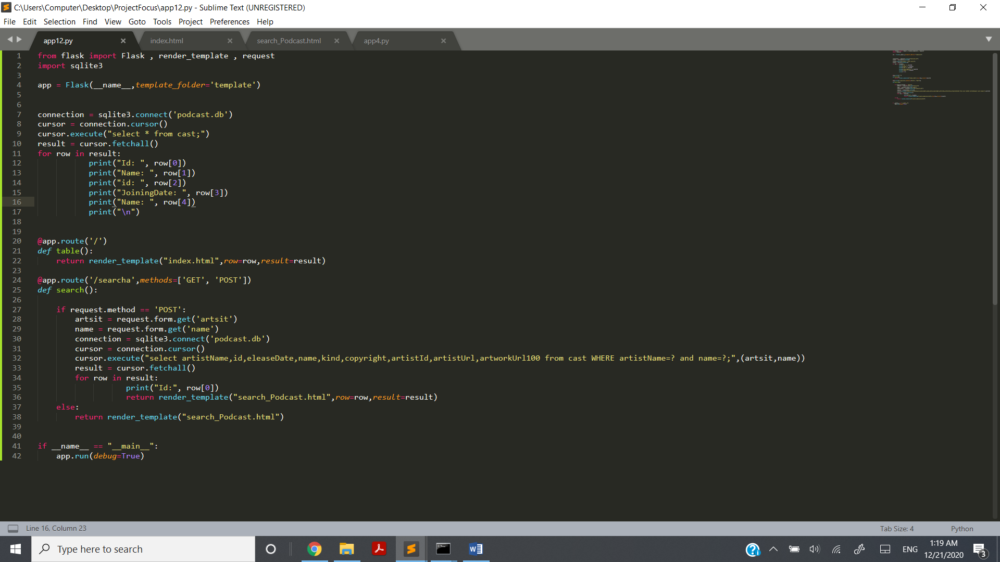 C:\Users\Computer\Desktop\ProjectFocus\app12.py - Sublime Text (UNREGISTERED)
File Edit Selection Find View Goto Tools Project Preferences Help
app12.py index.html search_Podcast.html app4.py
1 from flask import Flask , render_template , request
2 import sqlite3
3
4 app = Flask(__name__,template_folder='template')
5
6
7 connection = sqlite3.connect('podcast.db')
8 cursor = connection.cursor()
9 cursor.execute("select * from cast;")
10 result = cursor.fetchall()
11 for row in result:
12 print("Id: ", row[0])
13 print("Name: ", row[1])
14 print("id: ", row[2])
15 print("JoiningDate: ", row[3])
16 print("Name: ", row[4])
17 print("\n")
18
19
20 @app.route('/')
21 def table():
22 return render_template("index.html",row=row,result=result)
23
24 @app.route('/searcha',methods=['GET', 'POST'])
25 def search():
26
27 if request.method == 'POST':
28 artsit = request.form.get('artsit')
29 name = request.form.get('name')
30 connection = sqlite3.connect('podcast.db')
31 cursor = connection.cursor()
32 cursor.execute("select artistName,id,eleaseDate,name,kind,copyright,artistId,artistUrl,artworkUrl100 from cast WHERE artistName=? and name=?;",(artsit,name))
33 result = cursor.fetchall()
34 for row in result:
35 print("Id:", row[0])
36 return render_template("search_Podcast.html",row=row,result=result)
37 else:
38 return render_template("search_Podcast.html")
39
40
41 if __name__ == "__main__":
42 app.run(debug=True)
Line 16, Column 23 Tab Size: 4 Python
Type here to search ENG 1:19 AM
12/21/2020 3